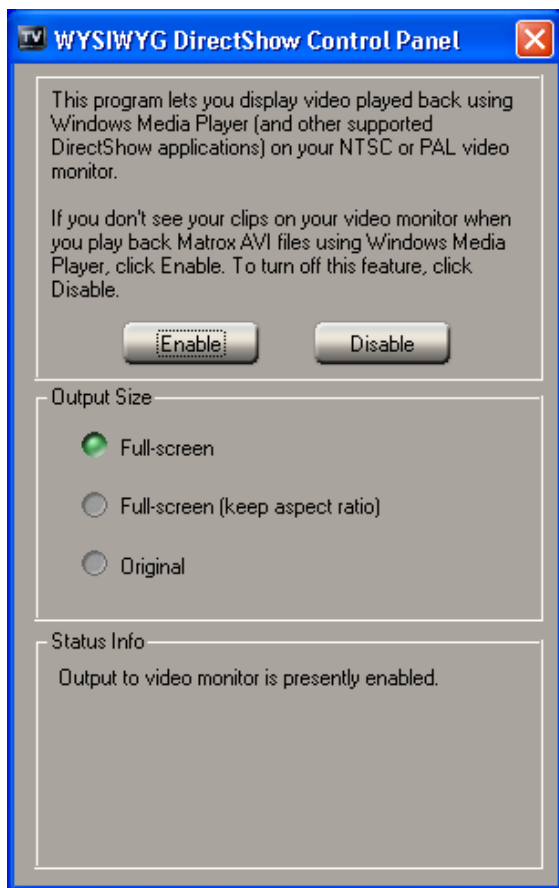 TV WYSIWYG DirectShow Control Panel
This program lets you display video played back using
Windows Media Player (and other supported
DirectShow applications) on your NTSC or PAL video
monitor.
If you don't see your clips on your video monitor when
you play back Matrox AVI files using Windows Media
Player, click Enable. To turn off this feature, click
Disable.
Enable Disable
Output Size
Full-screen
Full-screen (keep aspect ratio)
Original
Status Info
Output to video monitor is presently enabled.